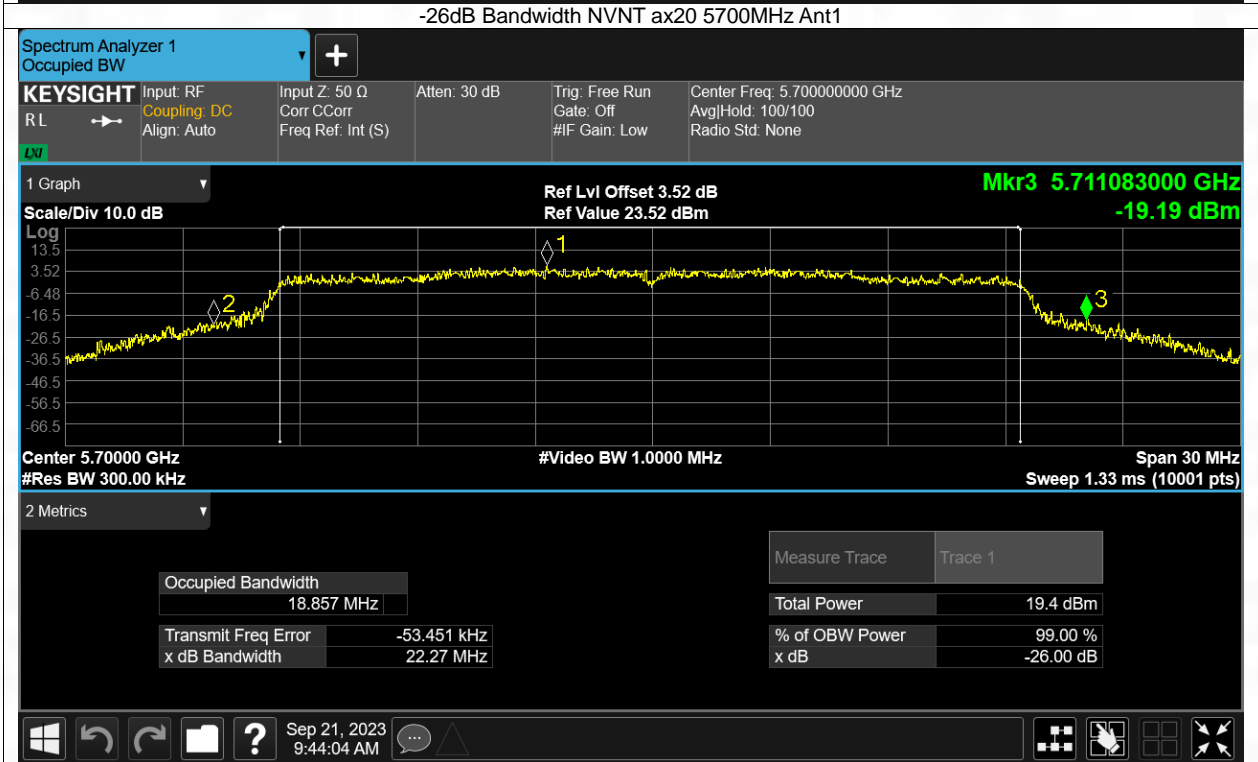 -26dB Bandwidth NVNT ax20 5700MHz Ant1
Spectrum Analyzer 1
Occupied BW
+
KEYSIGHT
RL
LXI
Input: RF
Coupling: DC
Align: Auto
Input Z: 50 Ω
Corr CCorr
Freq Ref: Int (S)
Atten: 30 dB
Trig: Free Run
Gate: Off
#IF Gain: Low
Center Freq: 5.700000000 GHz
Avg|Hold: 100/100
Radio Std: None
1 Graph
Scale/Div 10.0 dB
Ref Lvl Offset 3.52 dB
Ref Value 23.52 dBm
Mkr3 5.711083000 GHz
-19.19 dBm
Log
13.5
3.52
-6.48
-16.5
-26.5
-36.5
-46.5
-56.5
-66.5
1
2
3
Center 5.70000 GHz
#Res BW 300.00 kHz
#Video BW 1.0000 MHz
Span 30 MHz
Sweep 1.33 ms (10001 pts)
2 Metrics
Measure Trace Trace 1
Occupied Bandwidth
18.857 MHz
Total Power 19.4 dBm
Transmit Freq Error -53.451 kHz
% of OBW Power 99.00 %
x dB Bandwidth 22.27 MHz
x dB -26.00 dB
?
Sep 21, 2023
9:44:04 AM